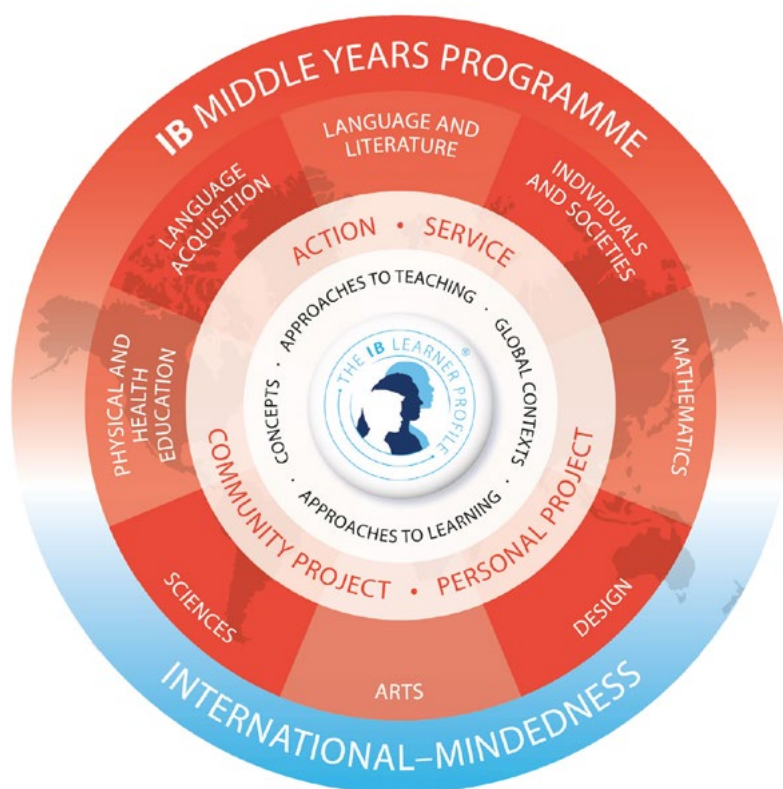 IB MIDDLE YEARS PROGRAMME
LANGUAGE AND
LITERATURE
INDIVIDUALS
AND SOCIETIES
MATHEMATICS
DESIGN
ARTS
SCIENCES
PHYSICAL AND
HEALTH
EDUCATION
LANGUAGE
ACQUISITION
ACTION • SERVICE
COMMUNITY PROJECT • PERSONAL PROJECT
APPROACHES TO TEACHING · GLOBAL CONTEXTS ·
APPROACHES TO LEARNING · CONCEPTS ·
· THE IB LEARNER PROFILE ·
®
INTERNATIONAL–MINDEDNESS